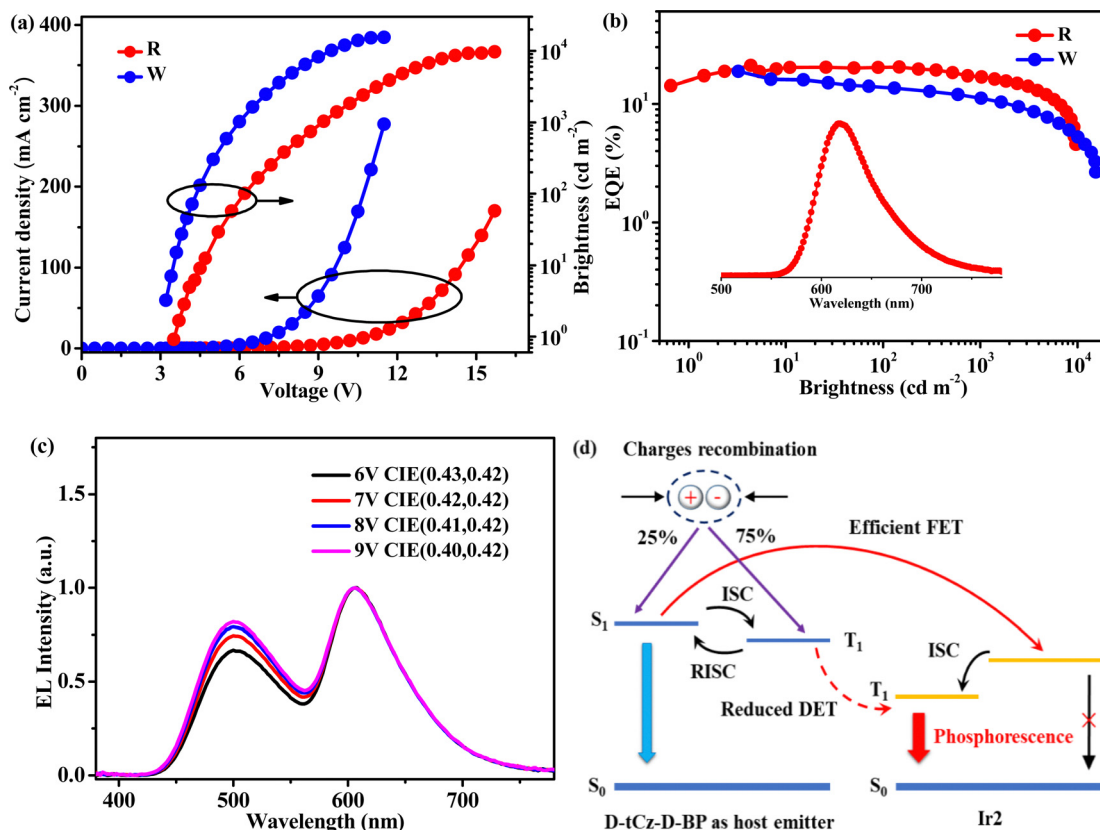 (a)
R
W
Current density (mA cm-2)
400
300
200
100
0
0
3
6
9
12
15
Voltage (V)
10^4
10^3
10^2
10^1
10^0
Brightness (cd m-2)
(b)
R
W
EQE (%)
10^1
10^0
10^-1
500
600
700
Wavelength (nm)
10^0
10^1
10^2
10^3
10^4
Brightness (cd m-2)
(c)
6V CIE(0.43,0.42)
7V CIE(0.42,0.42)
8V CIE(0.41,0.42)
9V CIE(0.40,0.42)
EL Intensity (a.u.)
1.5
1.0
0.5
0.0
400
500
600
700
Wavelength (nm)
(d)
Charges recombination
+ -
25%
75%
Efficient FET
S1
ISC
T1
RISC
ISC
T1
Reduced DET
Phosphorescence
S0
S0
D-tCz-D-BP as host emitter
Ir2